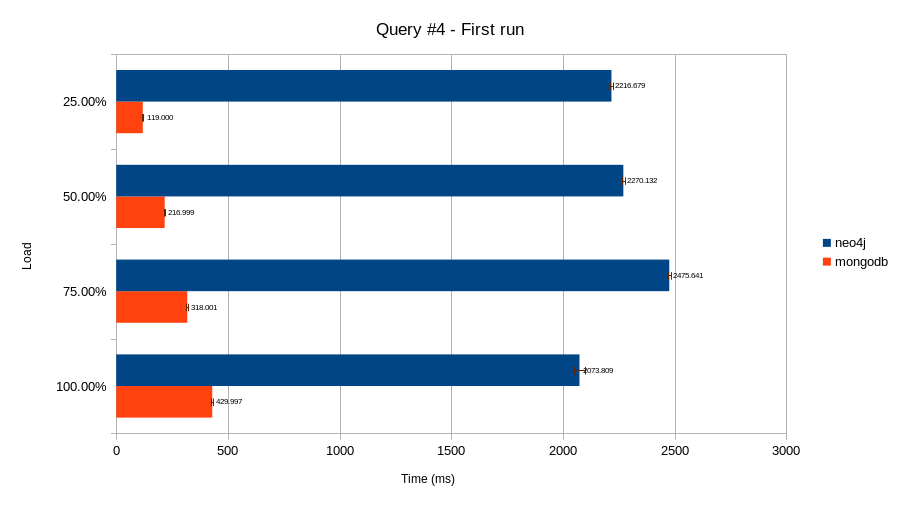 Query #4 - First run
25.00%
2216.679
119.000
50.00%
2270.132
216.999
75.00%
2475.641
318.001
100.00%
2073.809
429.997
Load
neo4j
mongodb
0 500 1000 1500 2000 2500 3000
Time (ms)